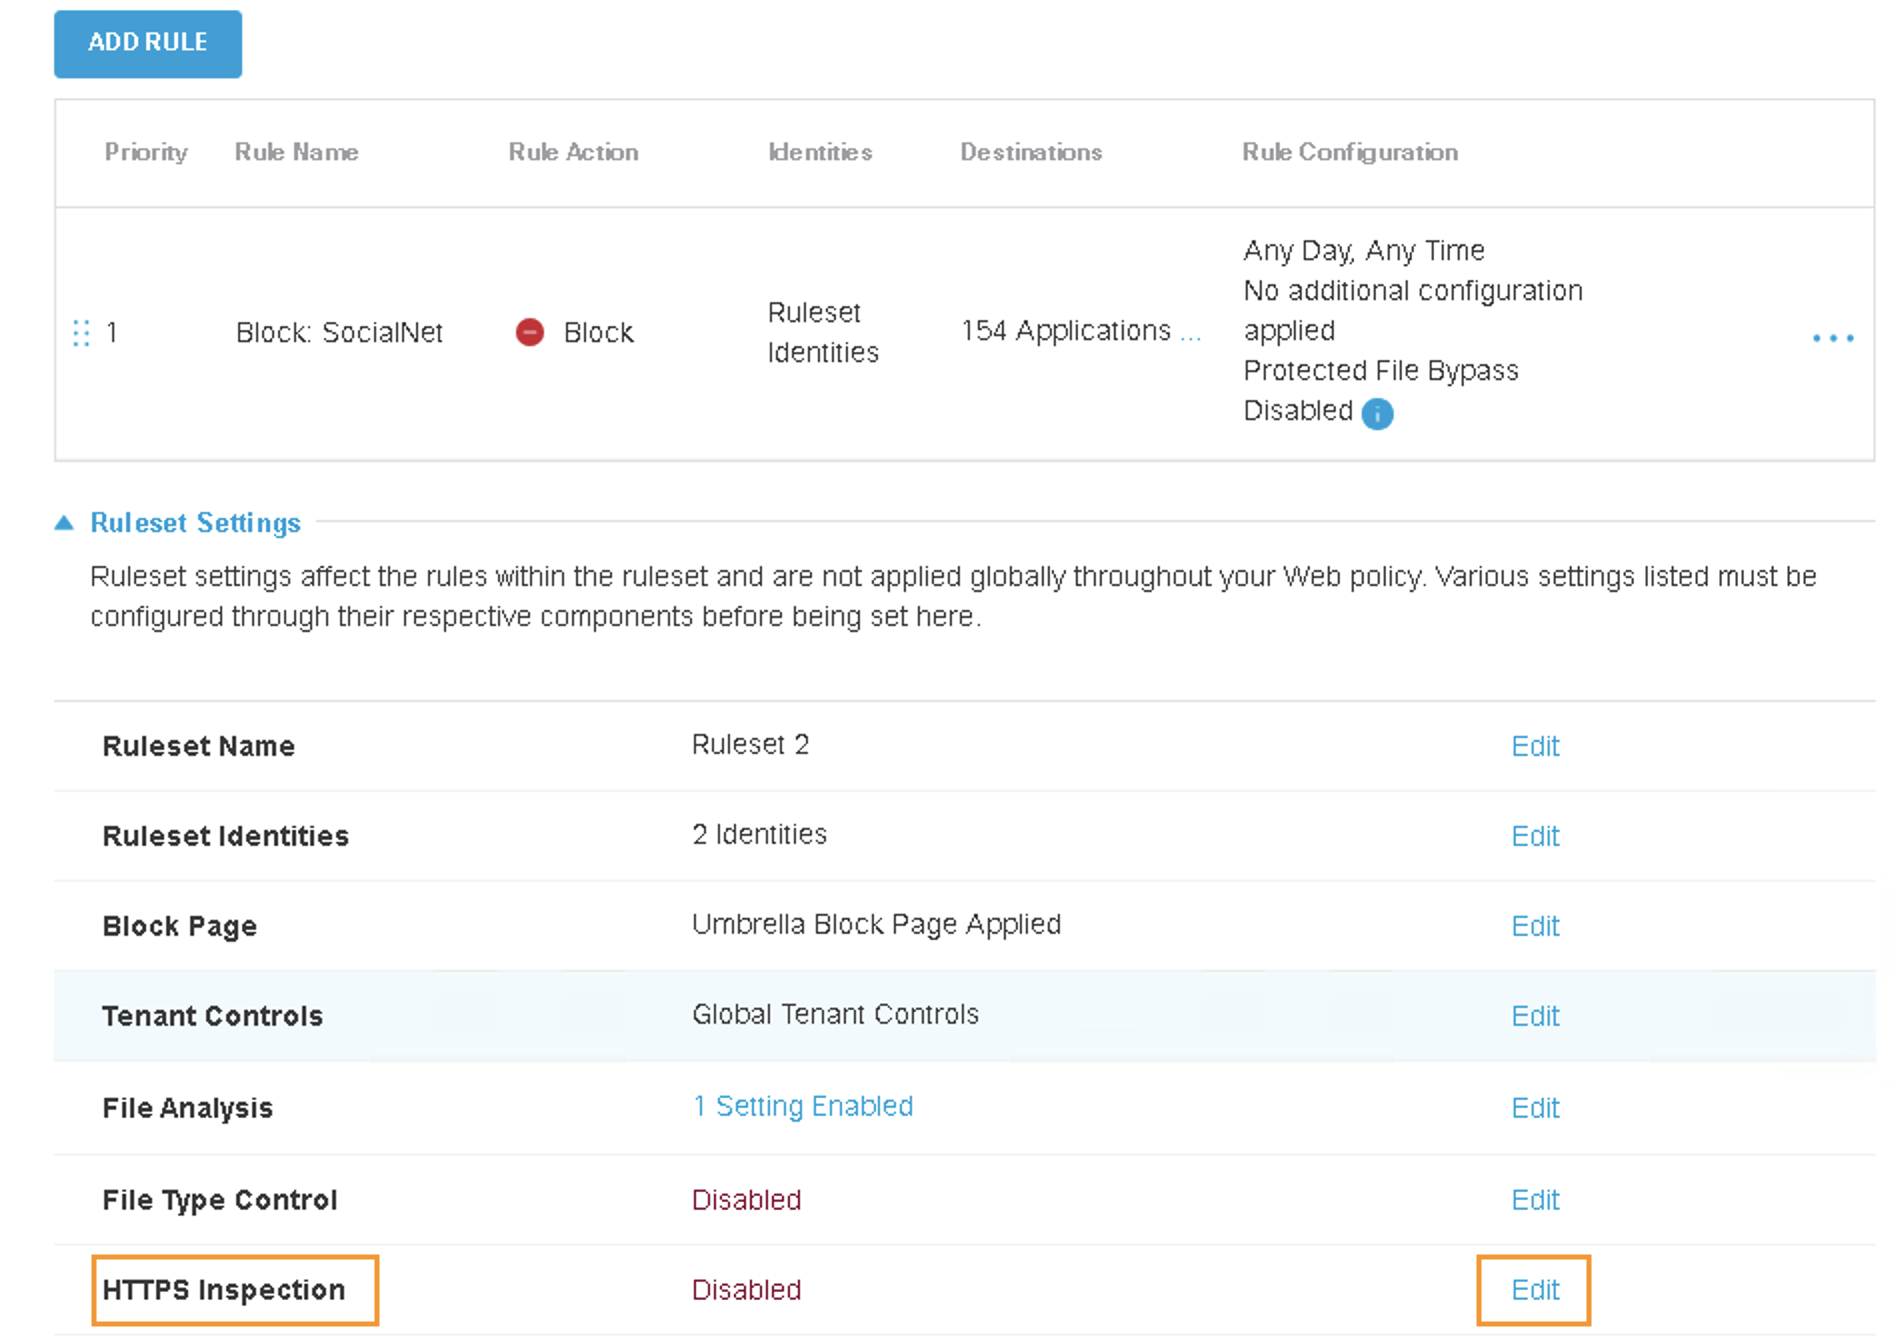 ADD RULE
Priority Rule Name Rule Action Identities Destinations Rule Configuration
1 Block: SocialNet Block Ruleset Identities 154 Applications ... Any Day, Any Time
No additional configuration
applied
Protected File Bypass
Disabled i
...
Ruleset Settings
Ruleset settings affect the rules within the ruleset and are not applied globally throughout your Web policy. Various settings listed must be
configured through their respective components before being set here.
Ruleset Name Ruleset 2 Edit
Ruleset Identities 2 Identities Edit
Block Page Umbrella Block Page Applied Edit
Tenant Controls Global Tenant Controls Edit
File Analysis 1 Setting Enabled Edit
File Type Control Disabled Edit
HTTPS Inspection Disabled Edit